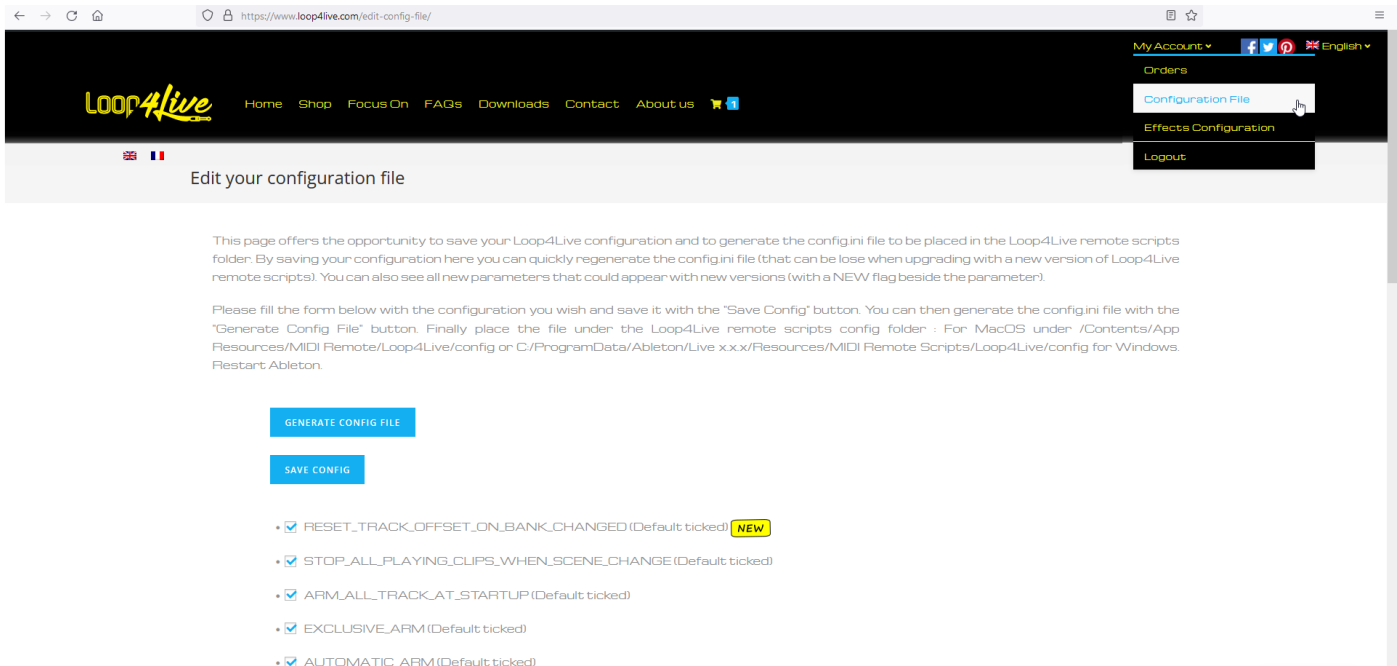 https://www.loop4live.com/edit-config-file/
My Account
English
Orders
Configuration File
Effects Configuration
Logout
Loop4Live
Home Shop Focus On FAQs Downloads Contact About us 1
Edit your configuration file
This page offers the opportunity to save your Loop4Live configuration and to generate the config.ini file to be placed in the Loop4Live remote scripts
folder. By saving your configuration here you can quickly regenerate the config.ini file (that can be lose when upgrading with a new version of Loop4Live
remote scripts). You can also see all new parameters that could appear with new versions (with a NEW flag beside the parameter).
Please fill the form below with the configuration you wish and save it with the "Save Config" button. You can then generate the config.ini file with the
"Generate Config File" button. Finally place the file under the Loop4Live remote scripts config folder : For MacOS under /Contents/App
Resources/MIDI Remote/Loop4Live/config or C:/ProgramData/Ableton/Live x.x.x/Resources/MIDI Remote Scripts/Loop4Live/config for Windows.
Restart Ableton.
GENERATE CONFIG FILE
SAVE CONFIG
• RESET_TRACK_OFFSET_ON_BANK_CHANGED (Default ticked) NEW
• STOP_ALL_PLAYING_CLIPS_WHEN_SCENE_CHANGE (Default ticked)
• ARM_ALL_TRACK_AT_STARTUP (Default ticked)
• EXCLUSIVE_ARM (Default ticked)
• AUTOMATIC_ARM (Default ticked)